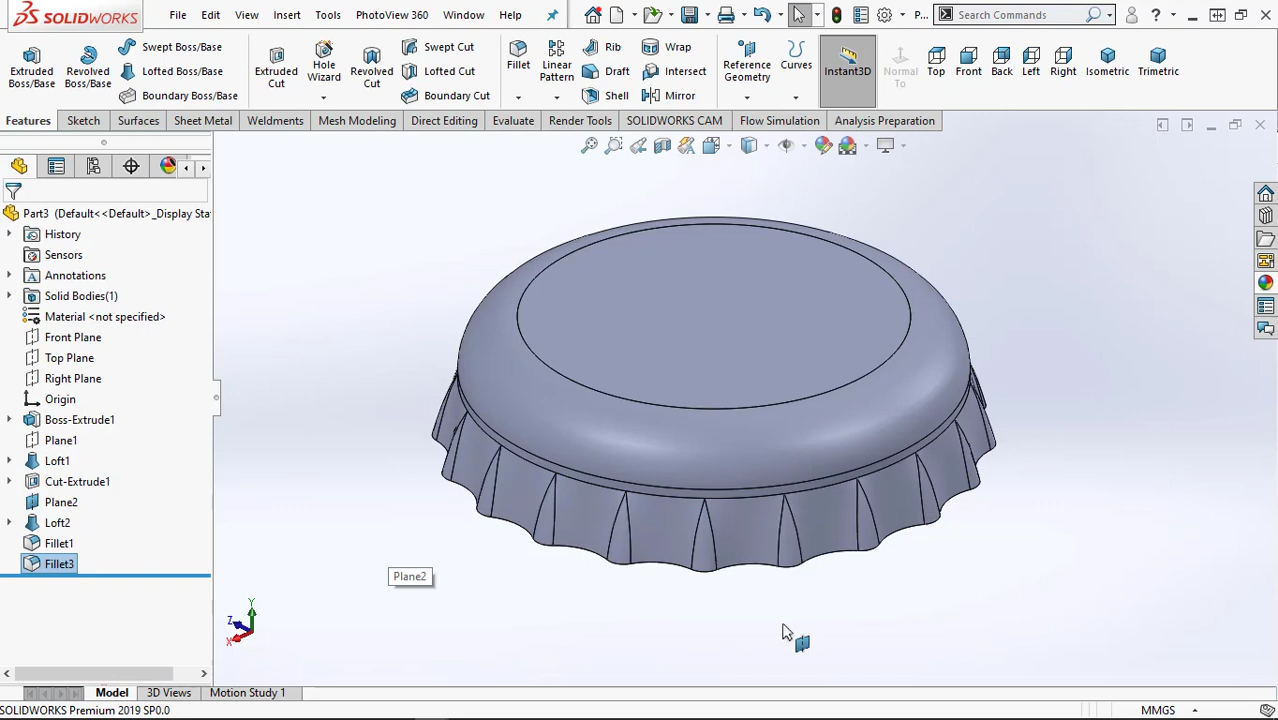 SOLIDWORKS File Edit View Insert Tools PhotoView 360 Window Help P... Search Commands ?
Extruded Boss/Base
Revolved Boss/Base
Swept Boss/Base
Lofted Boss/Base
Boundary Boss/Base
Extruded Cut
Hole Wizard
Revolved Cut
Swept Cut
Lofted Cut
Boundary Cut
Fillet
Linear Pattern
Rib
Draft
Shell
Wrap
Intersect
Mirror
Reference Geometry
Curves
Instant3D
Normal To
Top
Front
Back
Left
Right
Isometric
Trimetric
Features Sketch Surfaces Sheet Metal Weldments Mesh Modeling Direct Editing Evaluate Render Tools SOLIDWORKS CAM Flow Simulation Analysis Preparation
Part3 (Default<<Default>_Display Sta
History
Sensors
Annotations
Solid Bodies(1)
Material <not specified>
Front Plane
Top Plane
Right Plane
Origin
Boss-Extrude1
Plane1
Loft1
Cut-Extrude1
Plane2
Loft2
Fillet1
Fillet3
Plane2
Y
Z
X
Model 3D Views Motion Study 1
SOLIDWORKS Premium 2019 SP0.0 MMGS